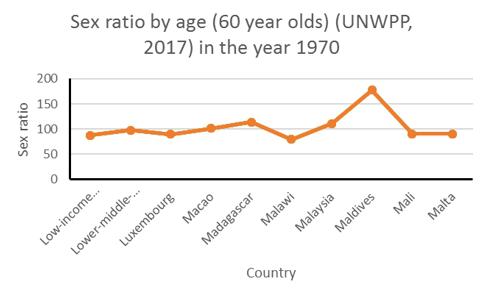 Sex ratio by age (60 year olds) (UNWPP,
2017) in the year 1970
200
150
100
50
0
Sex ratio
Low-income...
Lower-middle-...
Luxembourg
Macao
Madagascar
Malawi
Malaysia
Maldives
Mali
Malta
Country